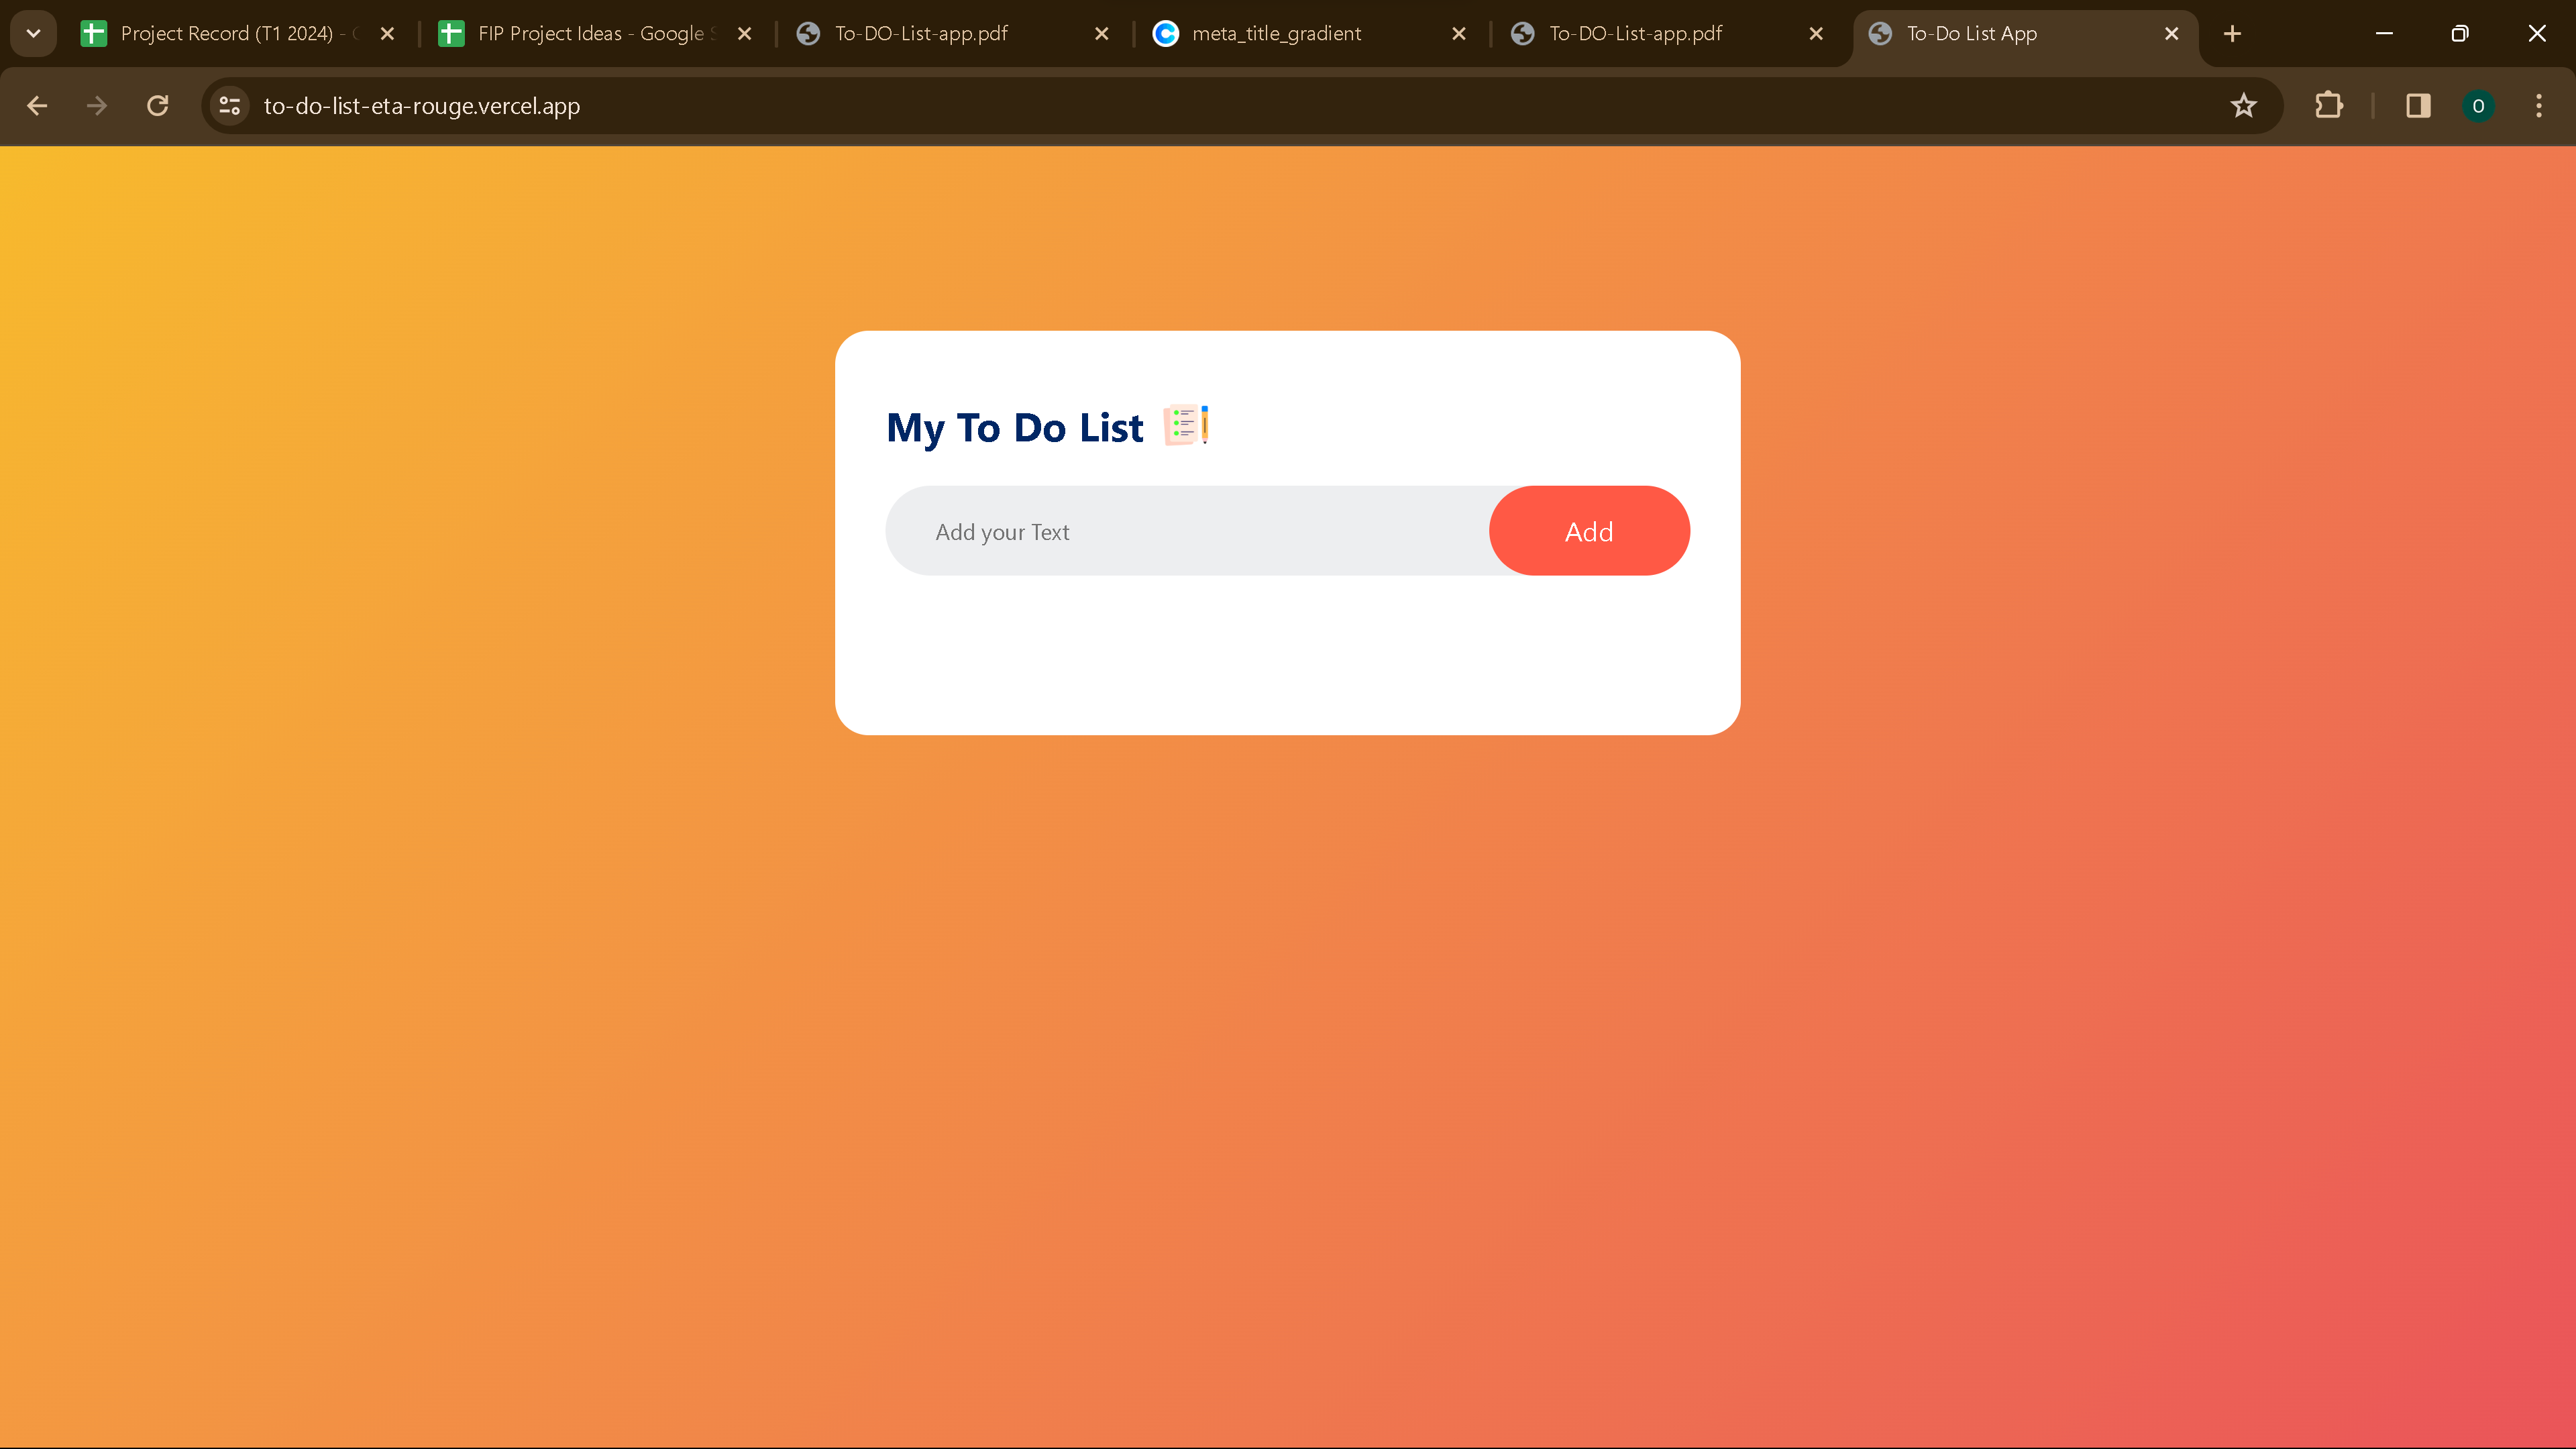 Project Record (T1 2024) -
FIP Project Ideas - Google
To-DO-List-app.pdf
meta_title_gradient
To-DO-List-app.pdf
To-Do List App
to-do-list-eta-rouge.vercel.app
O
My To Do List
Add your Text
Add